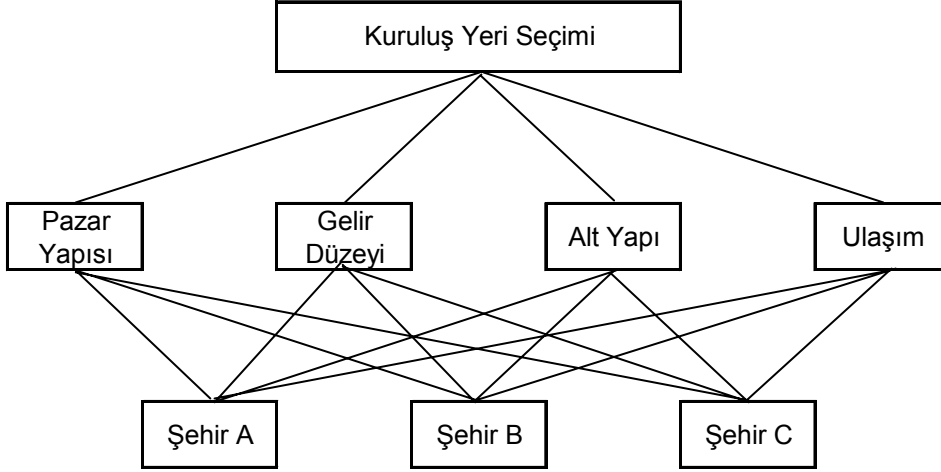 Kuruluş Yeri Seçimi
Pazar
Yapısı
Gelir
Düzeyi
Alt Yapı
Ulaşım
Şehir A
Şehir B
Şehir C